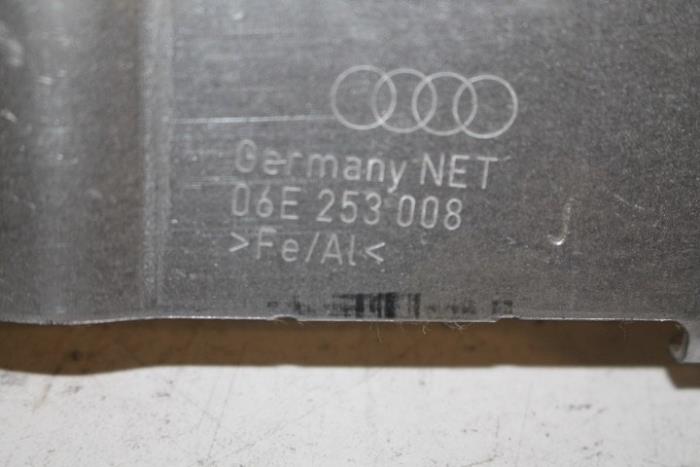 Germany NET
06E 253 008
>Fe/Al<